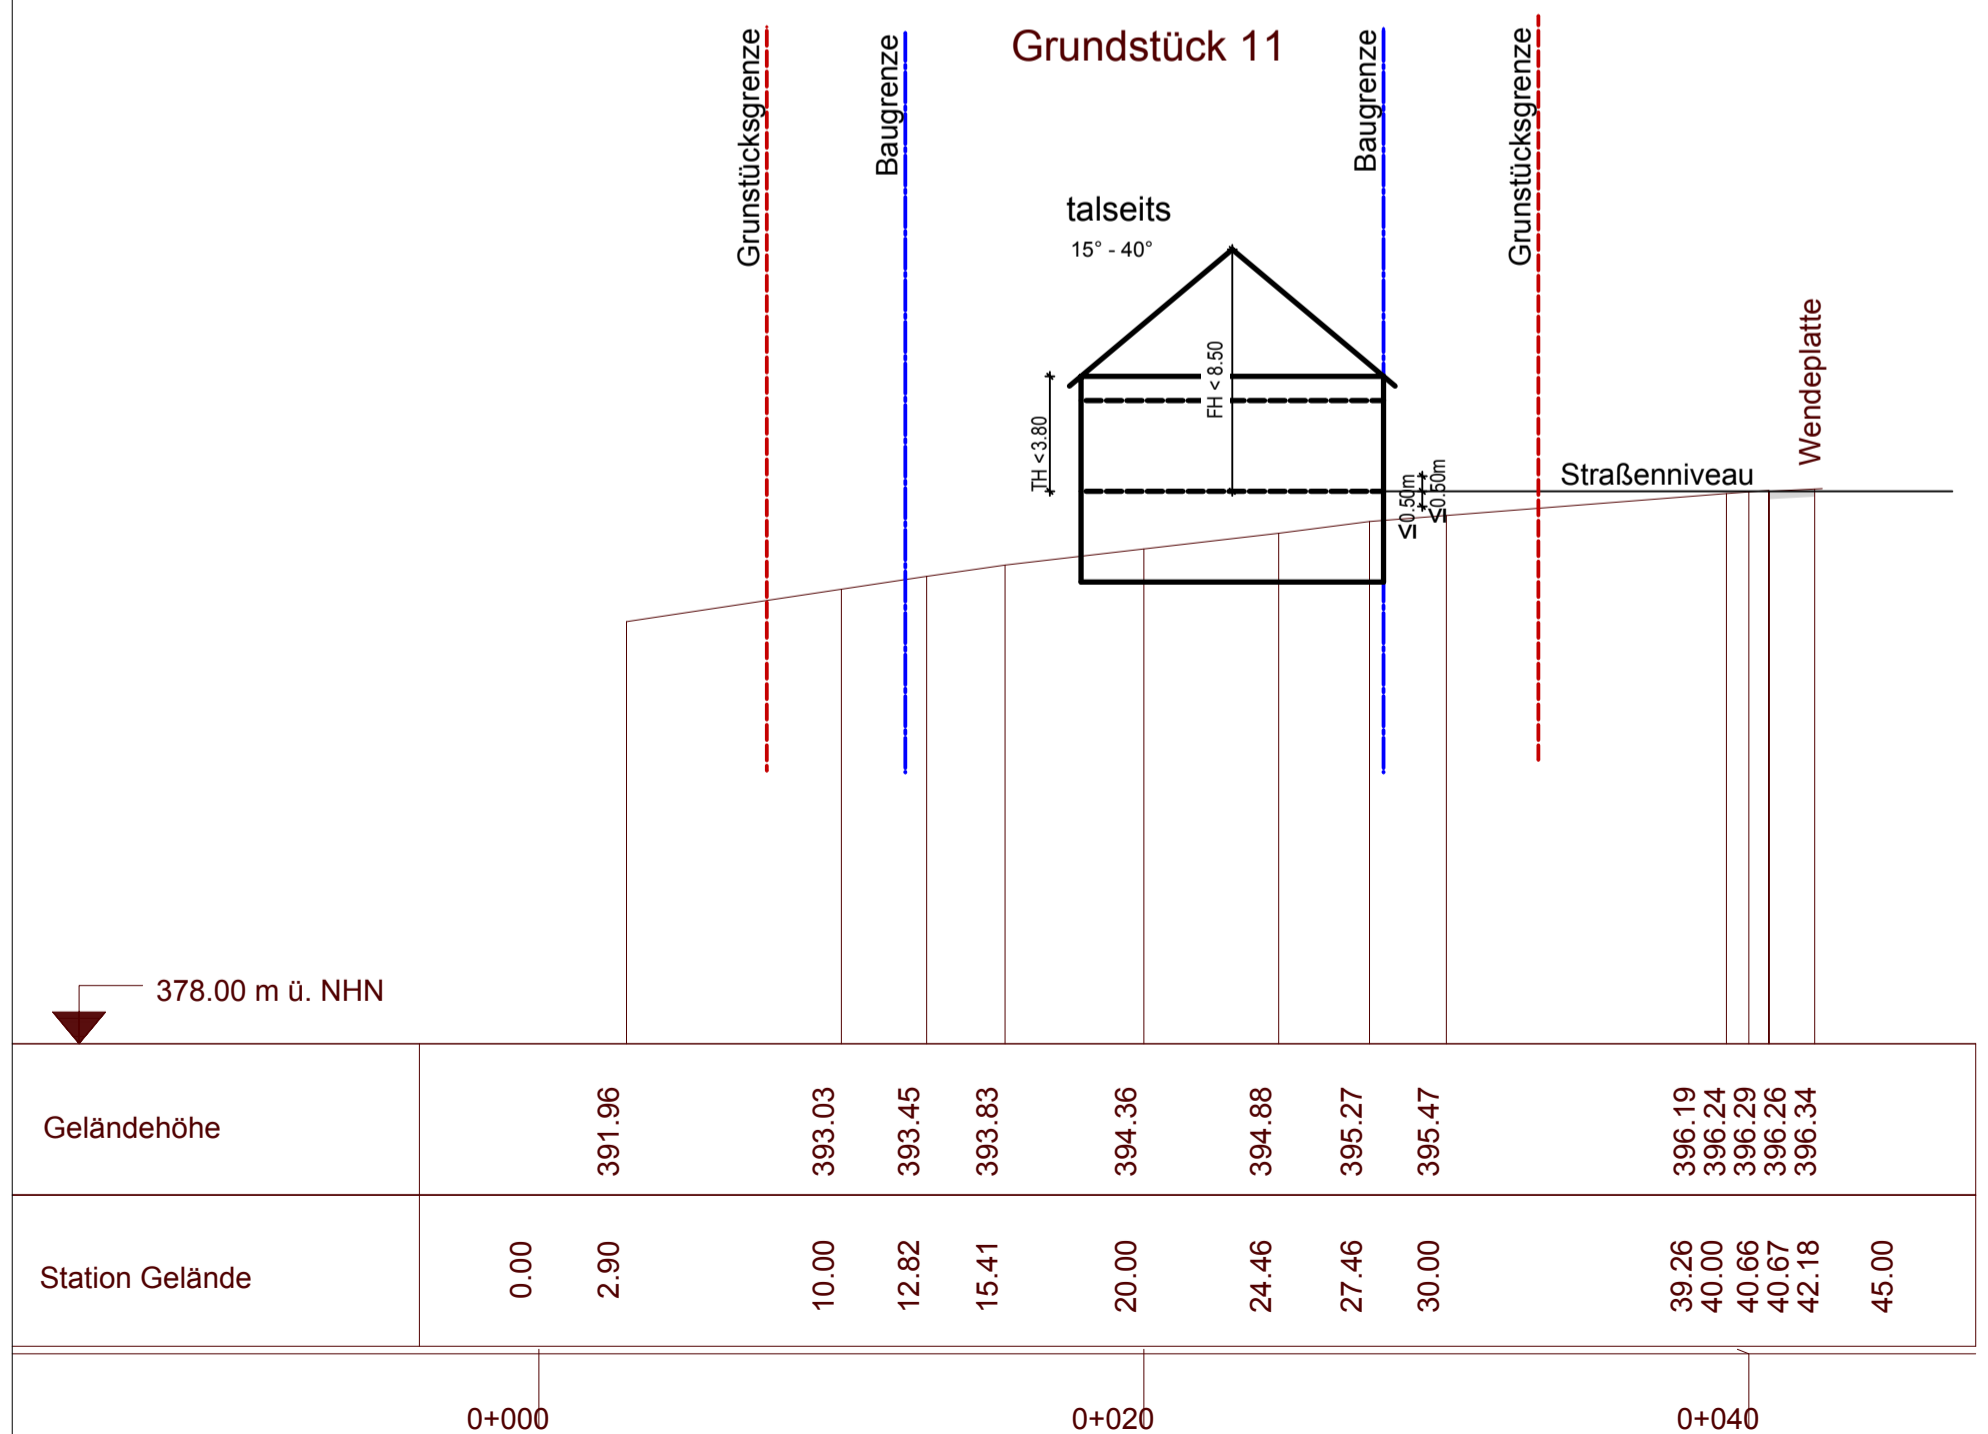 Grundstück 11
Grunstücksgrenze
Baugrenze
Baugrenze
Grunstücksgrenze
talseits
15° - 40°
Wendeplatte
FH < 8.50
TH < 3.80
Straßenniveau
≤0.50m
≤0.50m
378.00 m ü. NHN
Geländehöhe
391.96
393.03
393.45
393.83
394.36
394.88
395.27
395.47
396.19
396.24
396.29
396.26
396.34
Station Gelände
0.00
2.90
10.00
12.82
15.41
20.00
24.46
27.46
30.00
39.26
40.00
40.66
40.67
42.18
45.00
0+000
0+020
0+040